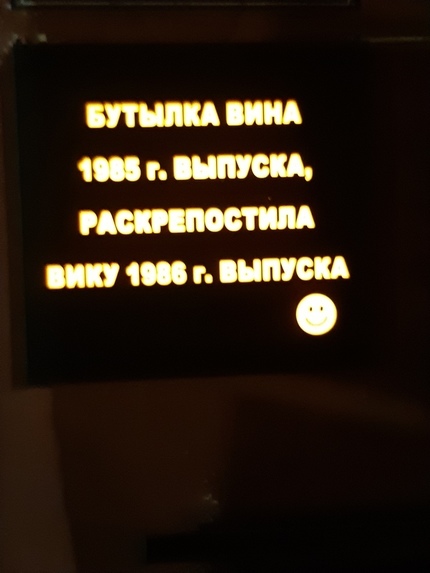 БУТЫЛКА ВИНА
1985 г. ВЫПУСКА,
РАСКРЕПОСТИЛА
ВИКУ 1986 г. ВЫПУСКА